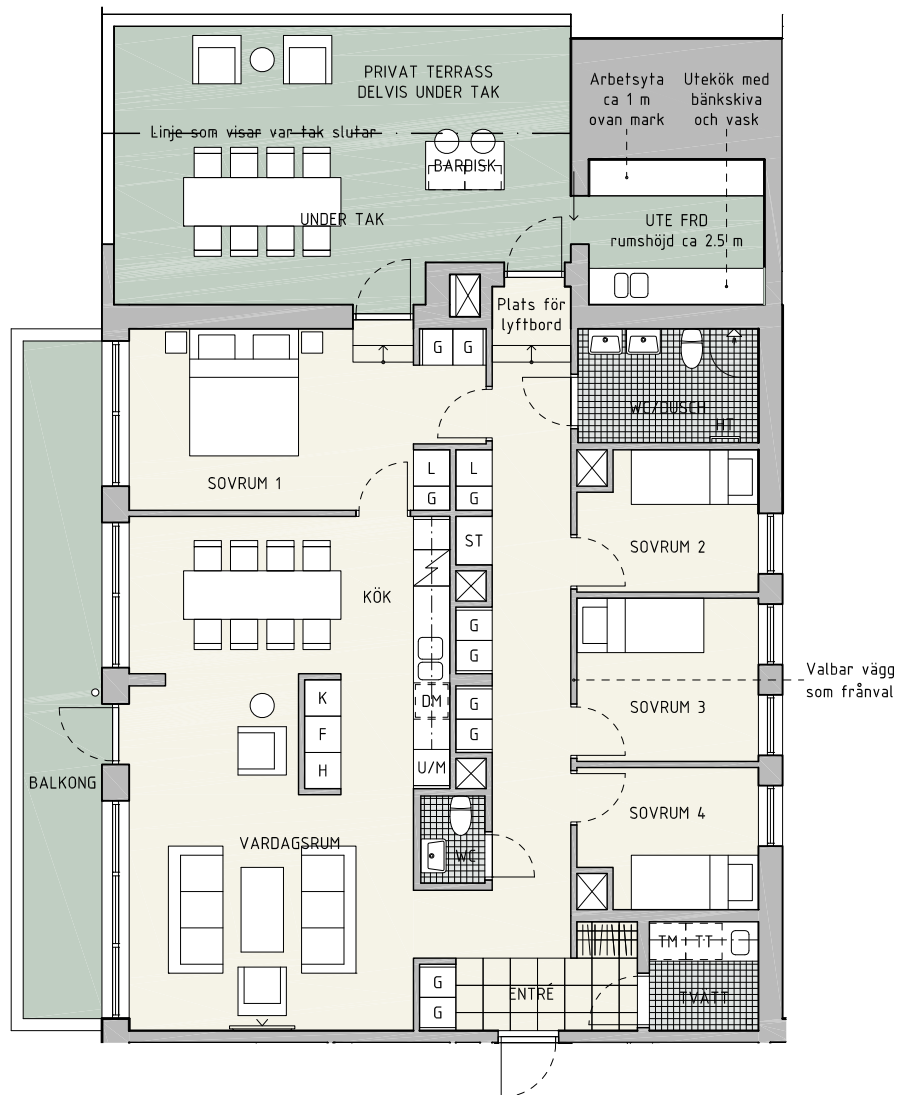 PRIVAT TERRASS
DELVIS UNDER TAK
Arbetsyta
ca 1 m
ovan mark
Utekök med
bänkskiva
och vask
Linje som visar var tak slutar
BARDISK
UNDER TAK
UTE FRD
rumshöjd ca 2.5 m
Plats för
lyftbord
G G
WC/DUSCH
HT
SOVRUM 1
L
G
L
G
ST
SOVRUM 2
KÖK
G
G
K
F
H
DM
U/M
G
G
SOVRUM 3
Valbar vägg
som frånval
BALKONG
VARDAGSRUM
WC
SOVRUM 4
TM TT
G
G
ENTRÉ
TVÄTT